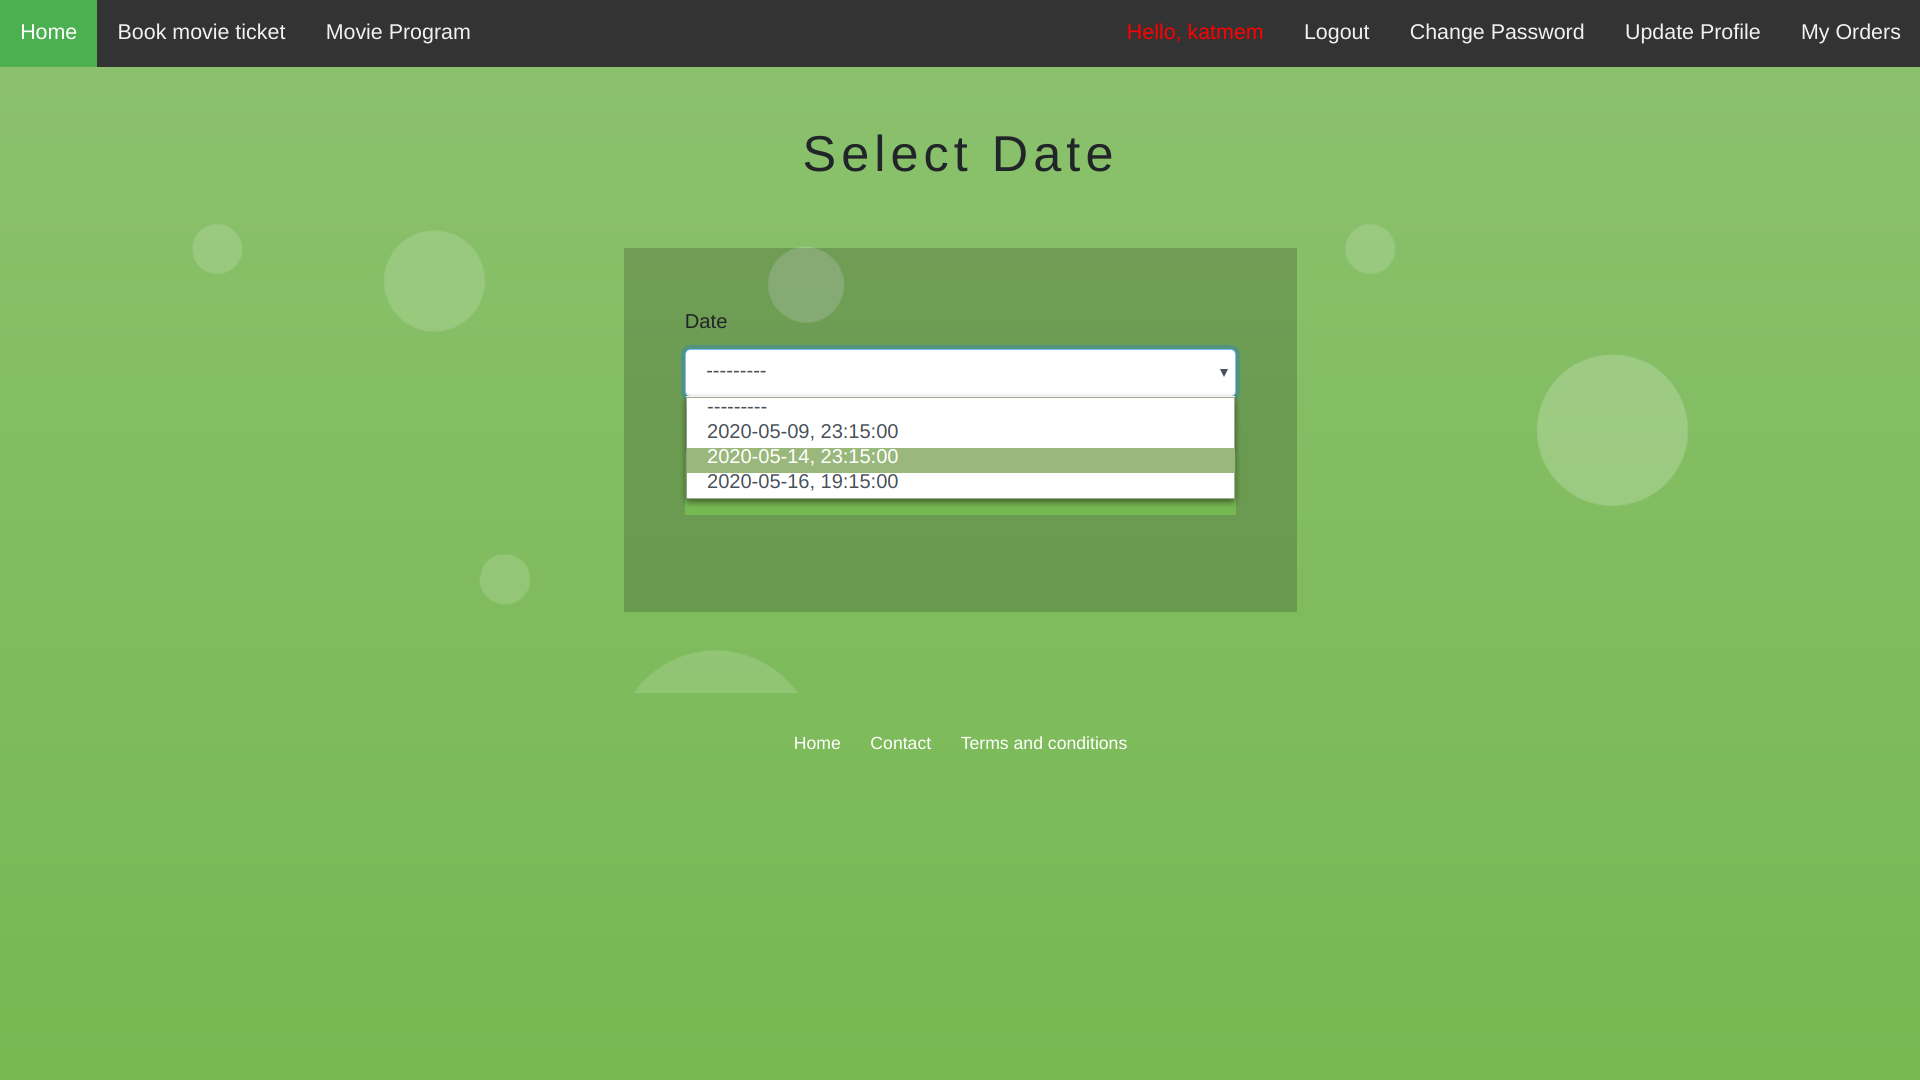 Home Book movie ticket Movie Program Hello, katmem Logout Change Password Update Profile My Orders
Select Date
Date
---------
---------
2020-05-09, 23:15:00
2020-05-14, 23:15:00
2020-05-16, 19:15:00
Home Contact Terms and conditions